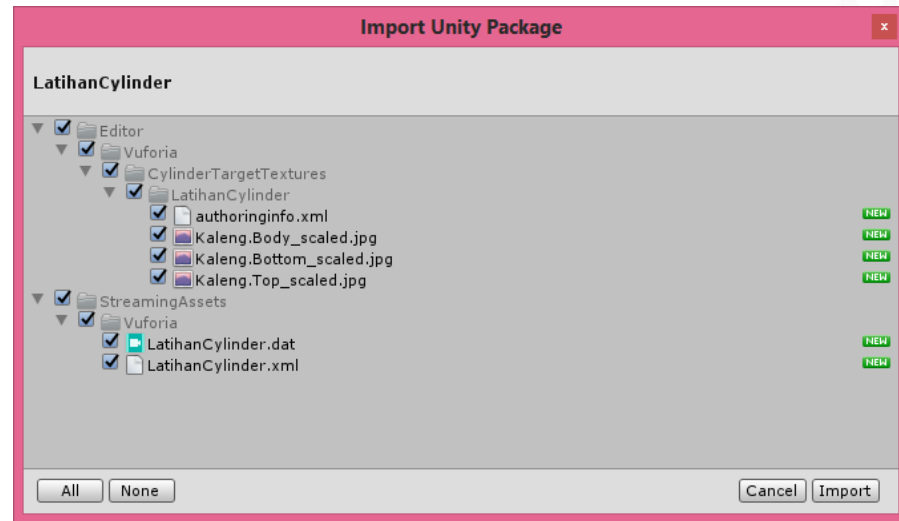 Import Unity Package
x
LatihanCylinder
Editor
Vuforia
CylinderTargetTextures
LatihanCylinder
authoringinfo.xml NEW
Kaleng.Body_scaled.jpg NEW
Kaleng.Bottom_scaled.jpg NEW
Kaleng.Top_scaled.jpg NEW
StreamingAssets
Vuforia
LatihanCylinder.dat NEW
LatihanCylinder.xml NEW
All None Cancel Import